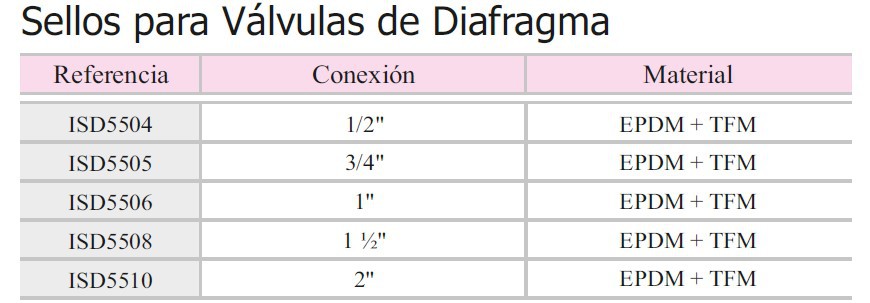 Sellos para Válvulas de Diafragma
Referencia Conexión Material
ISD5504 1/2" EPDM + TFM
ISD5505 3/4" EPDM + TFM
ISD5506 1" EPDM + TFM
ISD5508 1 ½" EPDM + TFM
ISD5510 2" EPDM + TFM